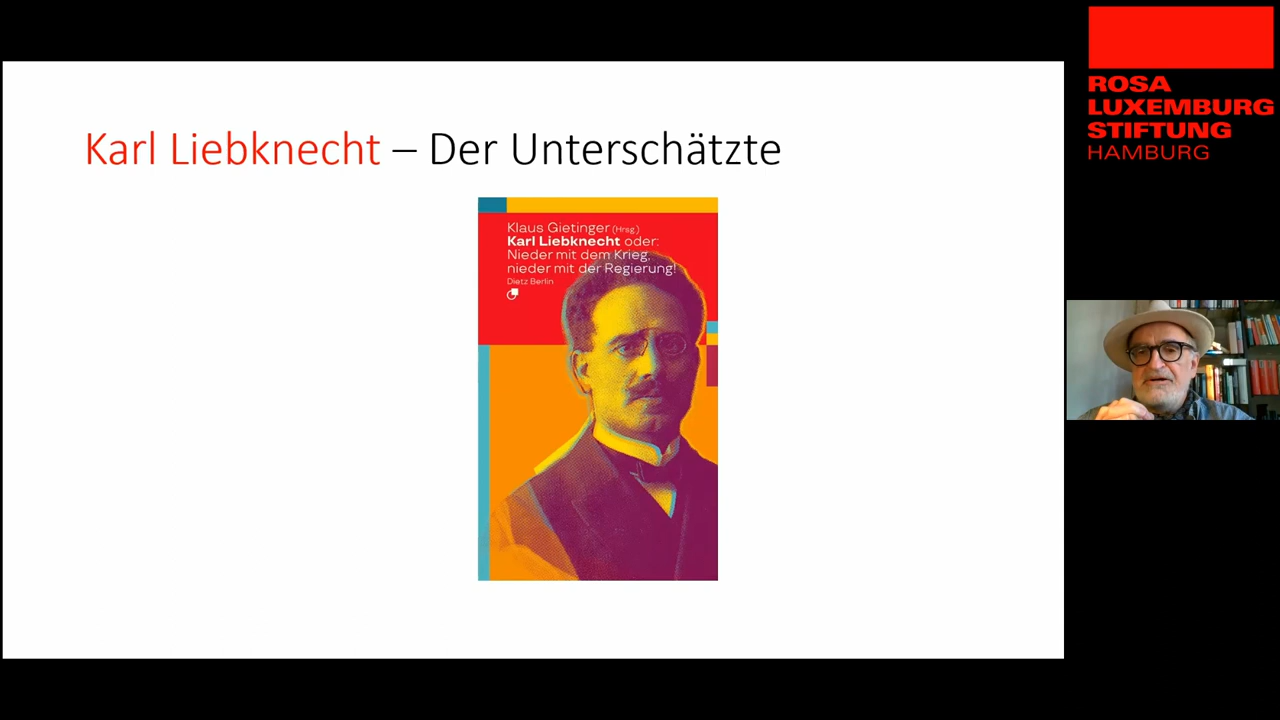 Karl Liebknecht – Der Unterschätzte
Klaus Gietinger (Hrsg.)
Karl Liebknecht oder:
Nieder mit dem Krieg,
nieder mit der Regierung!
Dietz Berlin
ROSA
LUXEMBURG
STIFTUNG
HAMBURG